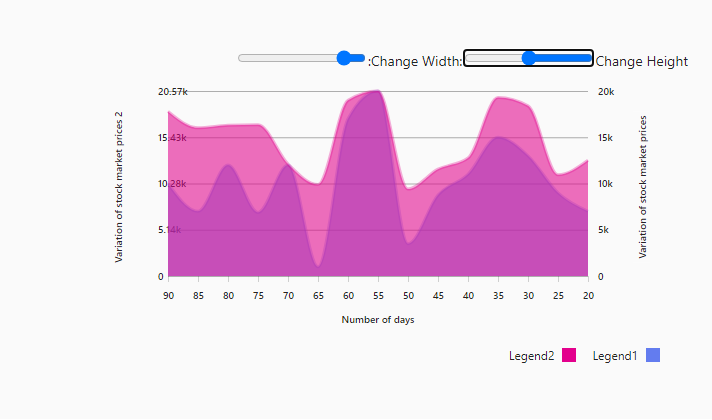 :Change Width: Change Height
Variation of stock market prices 2
20.57k
15.43k
10.28k
5.14k
0
20k
15k
10k
5k
0
Variation of stock market prices
90 85 80 75 70 65 60 55 50 45 40 35 30 25 20
Number of days
Legend2 Legend1